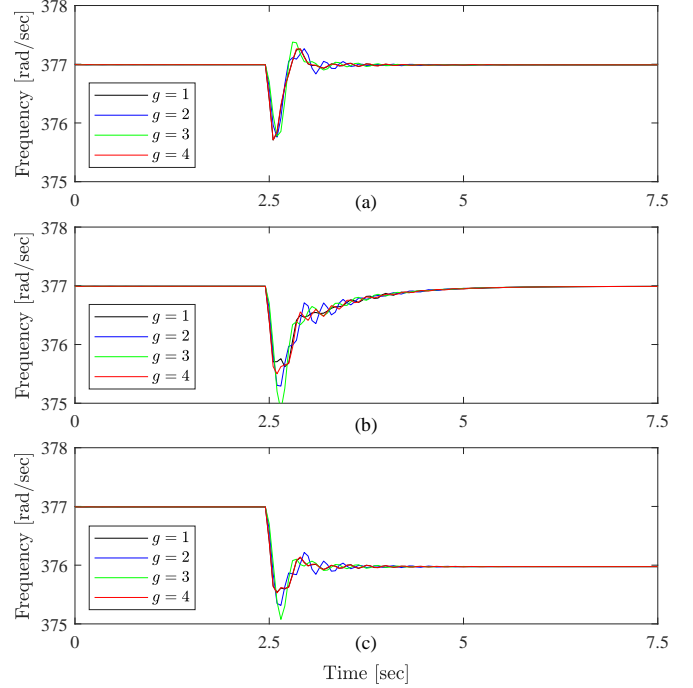 378
377
376
375
Frequency [rad/sec]
g = 1
g = 2
g = 3
g = 4
0
2.5
5
7.5
(a)
378
377
376
375
Frequency [rad/sec]
g = 1
g = 2
g = 3
g = 4
0
2.5
5
7.5
(b)
378
377
376
375
Frequency [rad/sec]
g = 1
g = 2
g = 3
g = 4
0
2.5
5
7.5
(c)
Time [sec]